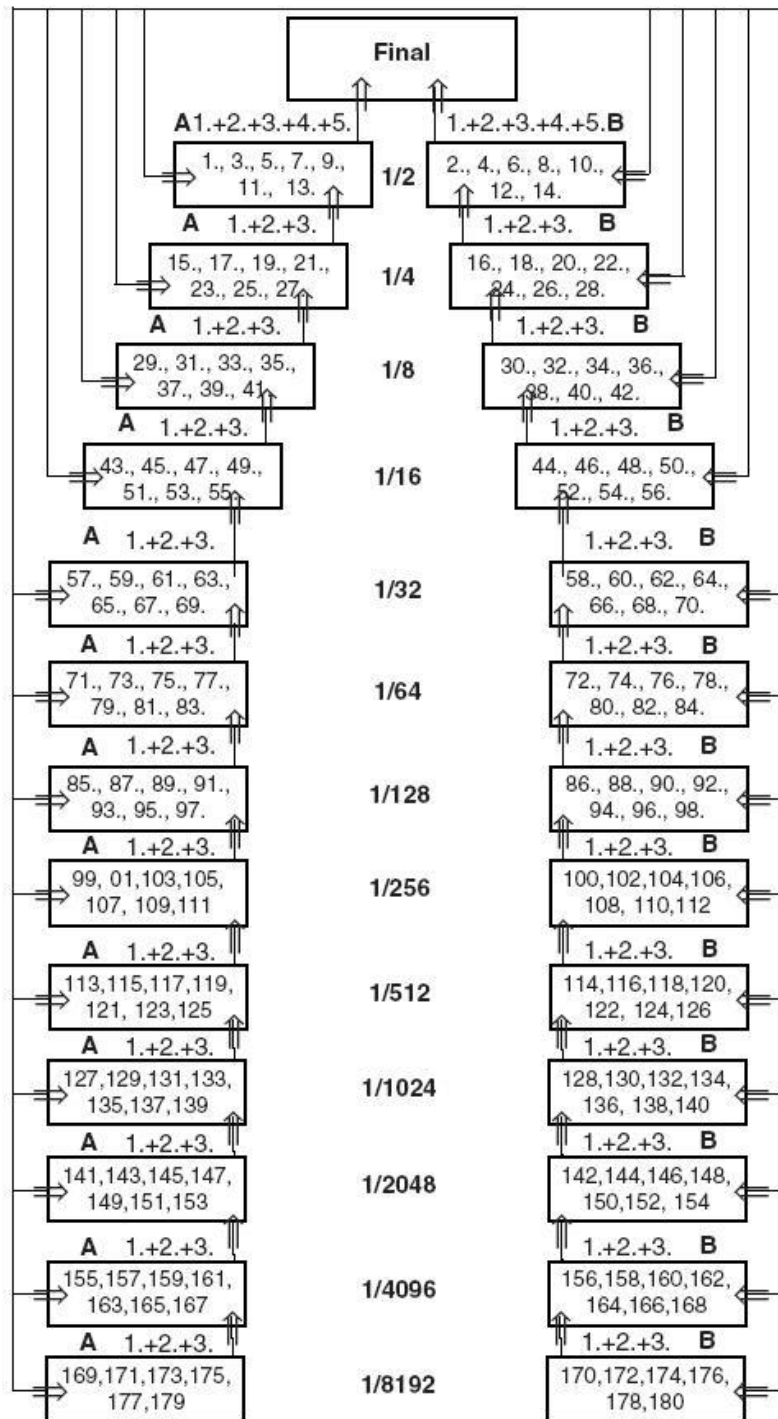 Final
A1.+2.+3.+4.+5. 1.+2.+3.+4.+5.B
1., 3., 5., 7., 9., 1/2 2., 4., 6., 8., 10.,
11., 13. 12., 14.
A 1.+2.+3. 1.+2.+3. B
15., 17., 19., 21., 1/4 16., 18., 20., 22.,
23., 25., 27. 24., 26., 28.
A 1.+2.+3. 1.+2.+3. B
29., 31., 33., 35., 1/8 30., 32., 34., 36.,
37., 39., 41. 38., 40., 42.
A 1.+2.+3. 1.+2.+3. B
43., 45., 47., 49., 1/16 44., 46., 48., 50.,
51., 53., 55. 52., 54., 56.
A 1.+2.+3. 1.+2.+3. B
57., 59., 61., 63., 1/32 58., 60., 62., 64.,
65., 67., 69. 66., 68., 70.
A 1.+2.+3. 1.+2.+3. B
71., 73., 75., 77., 1/64 72., 74., 76., 78.,
79., 81., 83. 80., 82., 84.
A 1.+2.+3. 1.+2.+3. B
85., 87., 89., 91., 1/128 86., 88., 90., 92.,
93., 95., 97. 94., 96., 98.
A 1.+2.+3. 1.+2.+3. B
99, 01,103,105, 1/256 100,102,104,106,
107, 109,111 108, 110,112
A 1.+2.+3. 1.+2.+3. B
113,115,117,119, 1/512 114,116,118,120,
121, 123,125 122, 124,126
A 1.+2.+3. 1.+2.+3. B
127,129,131,133, 1/1024 128,130,132,134,
135,137,139 136, 138,140
A 1.+2.+3. 1.+2.+3. B
141,143,145,147, 1/2048 142,144,146,148,
149,151,153 150,152, 154
A 1.+2.+3. 1.+2.+3. B
155,157,159,161, 1/4096 156,158,160,162,
163,165,167 164,166,168
A 1.+2.+3. 1.+2.+3. B
169,171,173,175, 1/8192 170,172,174,176,
177,179 178,180